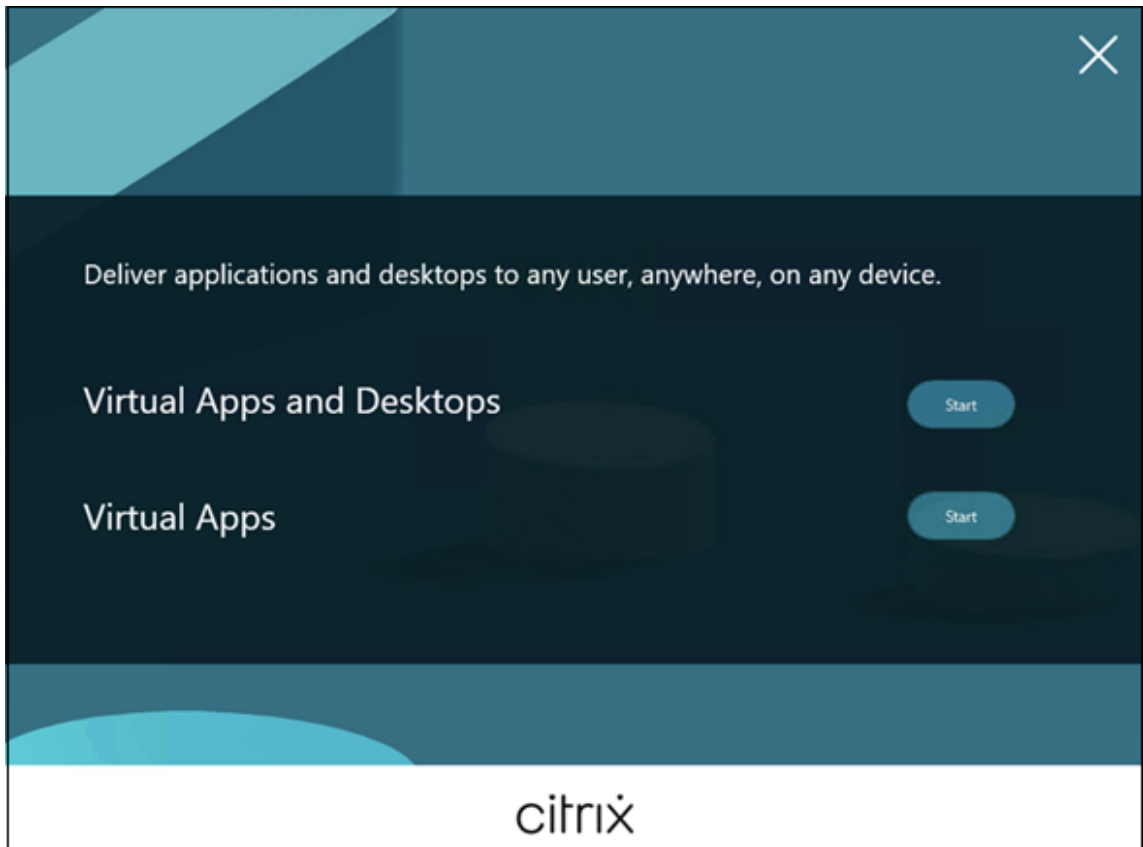 Deliver applications and desktops to any user, anywhere, on any device.
Virtual Apps and Desktops
Start
Virtual Apps
Start
citrix